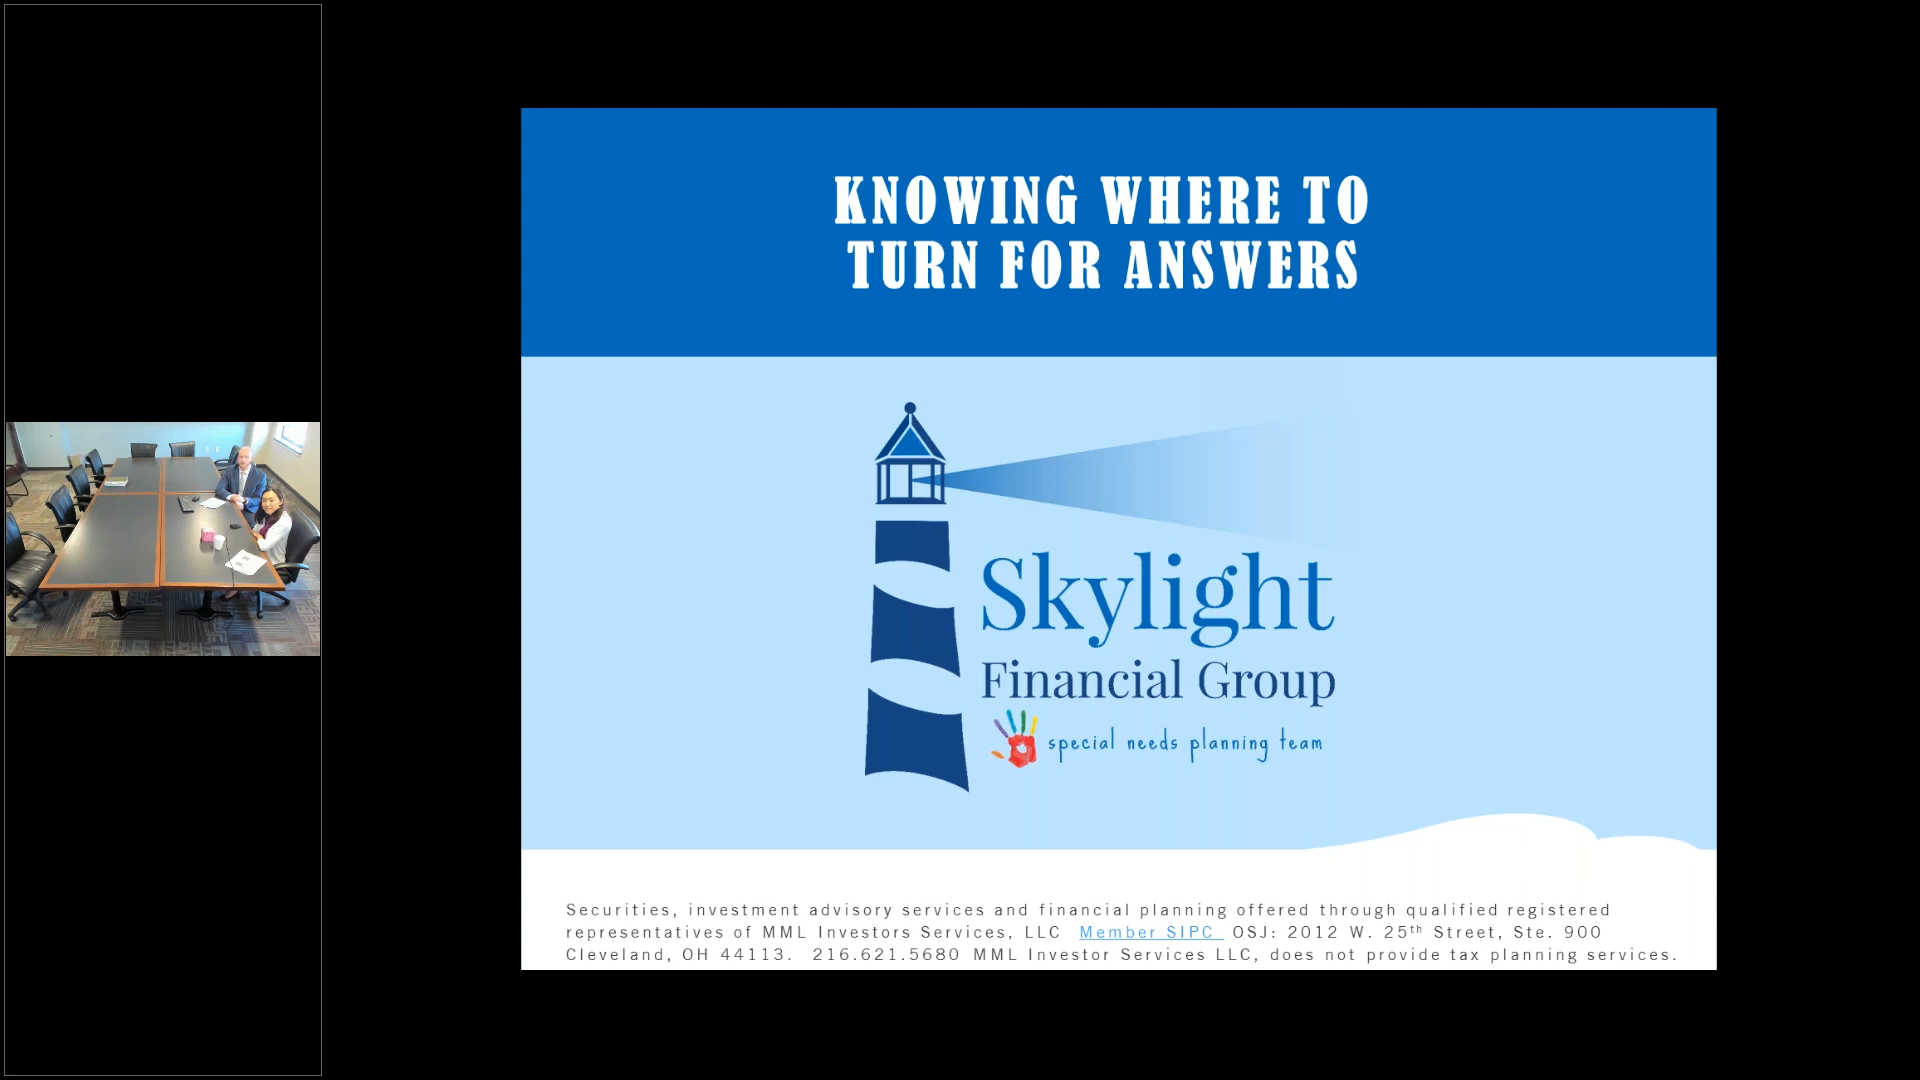 KNOWING WHERE TO
TURN FOR ANSWERS
Skylight
Financial Group
special needs planning team
Securities, investment advisory services and financial planning offered through qualified registered
representatives of MML Investors Services, LLC Member SIPC OSJ: 2012 W. 25th Street, Ste. 900
Cleveland, OH 44113. 216.621.5680 MML Investor Services LLC, does not provide tax planning services.